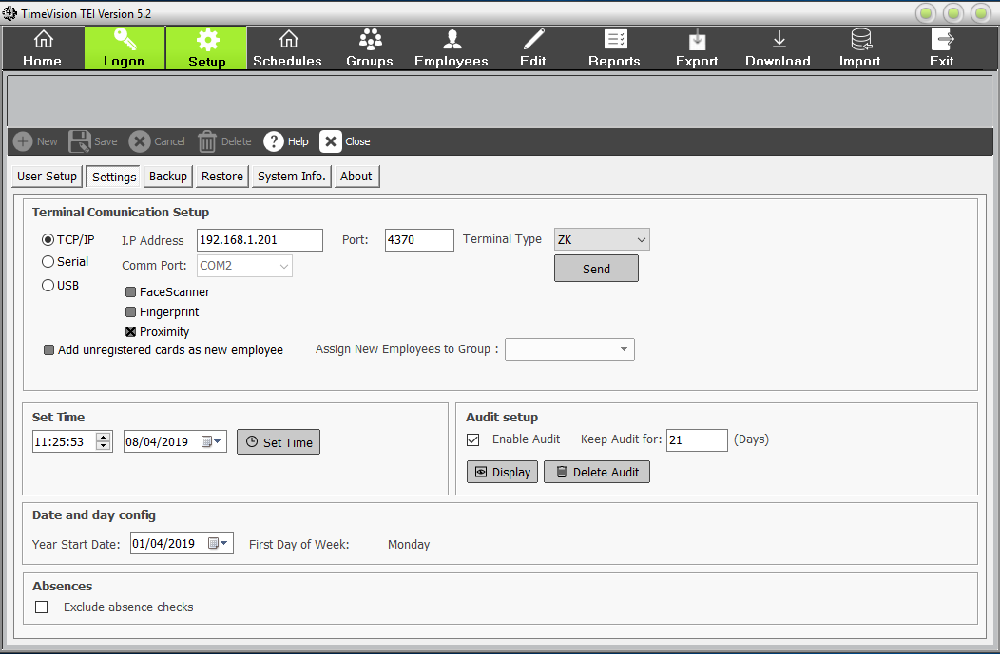 TimeVision TEI Version 5.2
Home Logon Setup Schedules Groups Employees Edit Reports Export Download Import Exit
New Save Cancel Delete Help Close
User Setup Settings Backup Restore System Info. About
Terminal Comunication Setup
TCP/IP I.P Address 192.168.1.201 Port: 4370 Terminal Type ZK
Serial Comm Port: COM2 Send
USB
FaceScanner
Fingerprint
Proximity
Add unregistered cards as new employee Assign New Employees to Group :
Set Time
11:25:53 08/04/2019 Set Time
Audit setup
Enable Audit Keep Audit for: 21 (Days)
Display Delete Audit
Date and day config
Year Start Date: 01/04/2019 First Day of Week: Monday
Absences
Exclude absence checks